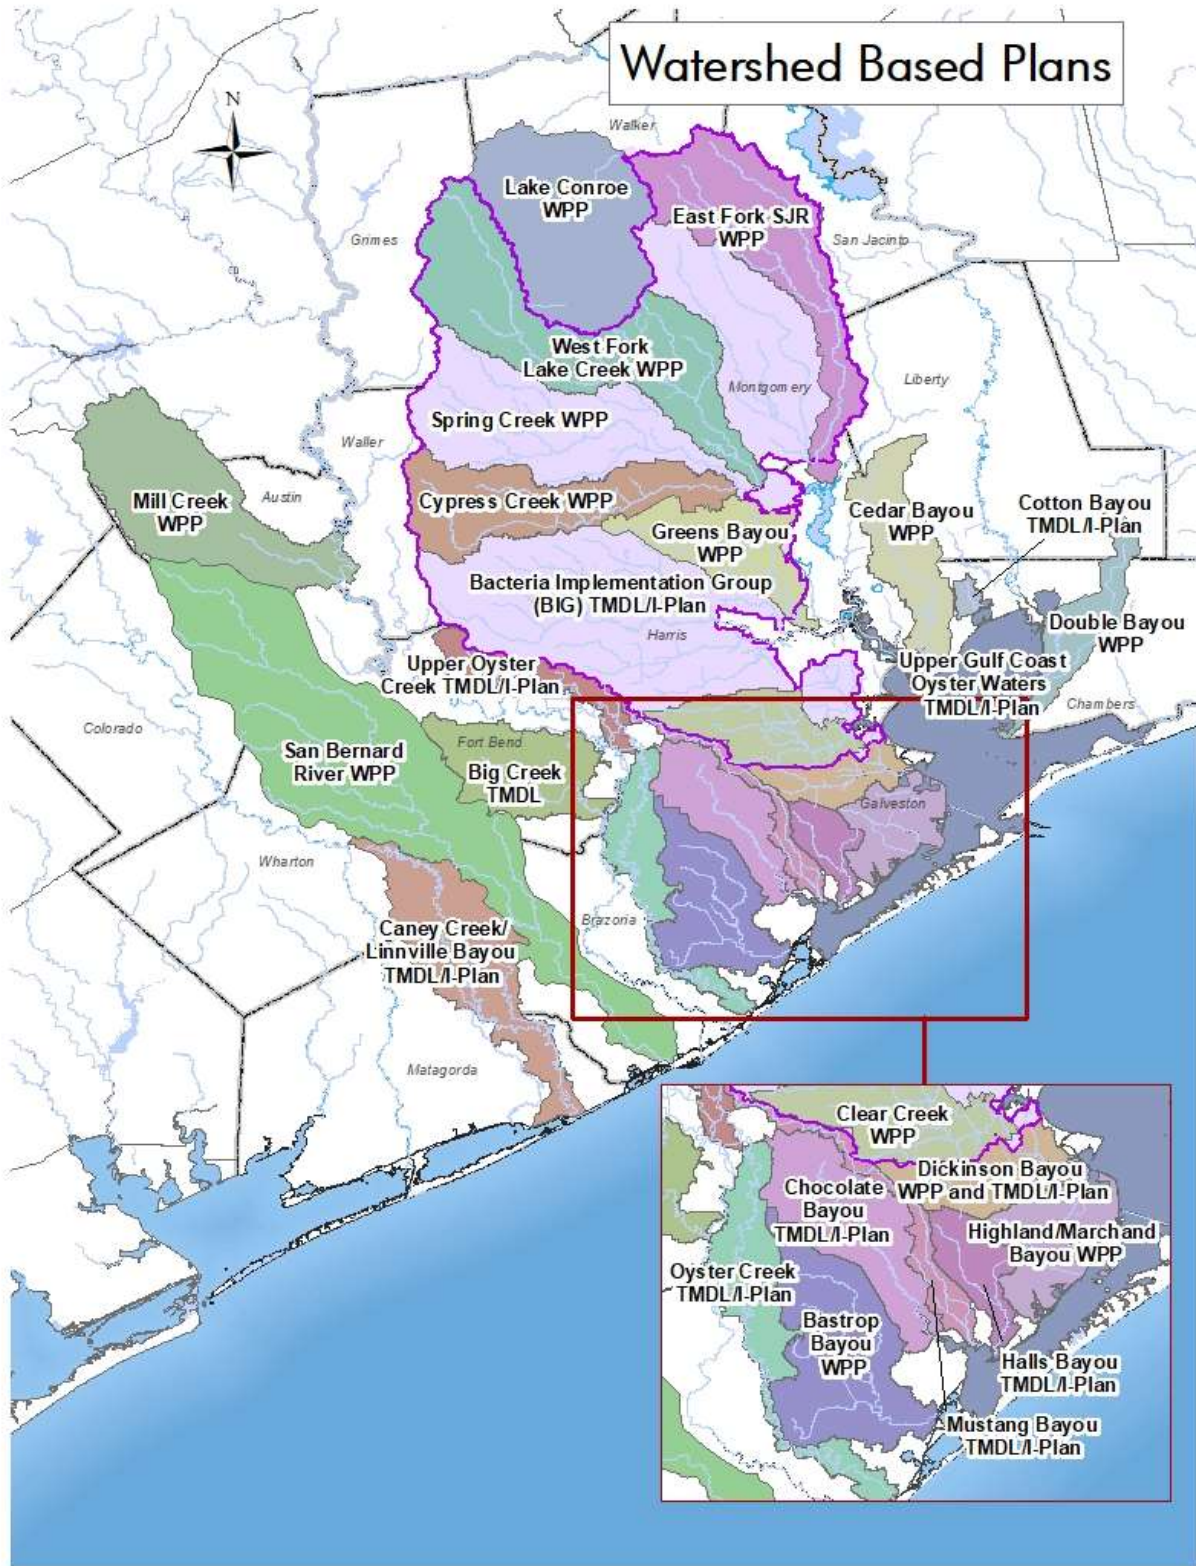 Watershed Based Plans
N
Walker
Lake Conroe
WPP
East Fork SJR
WPP
Grimes
San Jacinto
West Fork
Lake Creek WPP
Montgomery
Liberty
Spring Creek WPP
Waller
Mill Creek
WPP
Austin
Cypress Creek WPP
Greens Bayou
WPP
Cedar Bayou
WPP
Cotton Bayou
TMDL/I-Plan
Bacteria Implementation Group
(BIG) TMDL/I-Plan
Harris
Double Bayou
WPP
Upper Oyster
Creek TMDL/I-Plan
Upper Gulf Coast
Oyster Waters
TMDL/I-Plan
Chambers
Colorado
San Bernard
River WPP
Fort Bend
Big Creek
TMDL
Galveston
Wharton
Caney Creek/
Linnville Bayou
TMDL/I-Plan
Brazoria
Matagorda
Clear Creek
WPP
Dickinson Bayou
WPP and TMDL/I-Plan
Chocolate
Bayou
TMDL/I-Plan
Highland/Marchand
Bayou WPP
Oyster Creek
TMDL/I-Plan
Bastrop
Bayou
WPP
Halls Bayou
TMDL/I-Plan
Mustang Bayou
TMDL/I-Plan